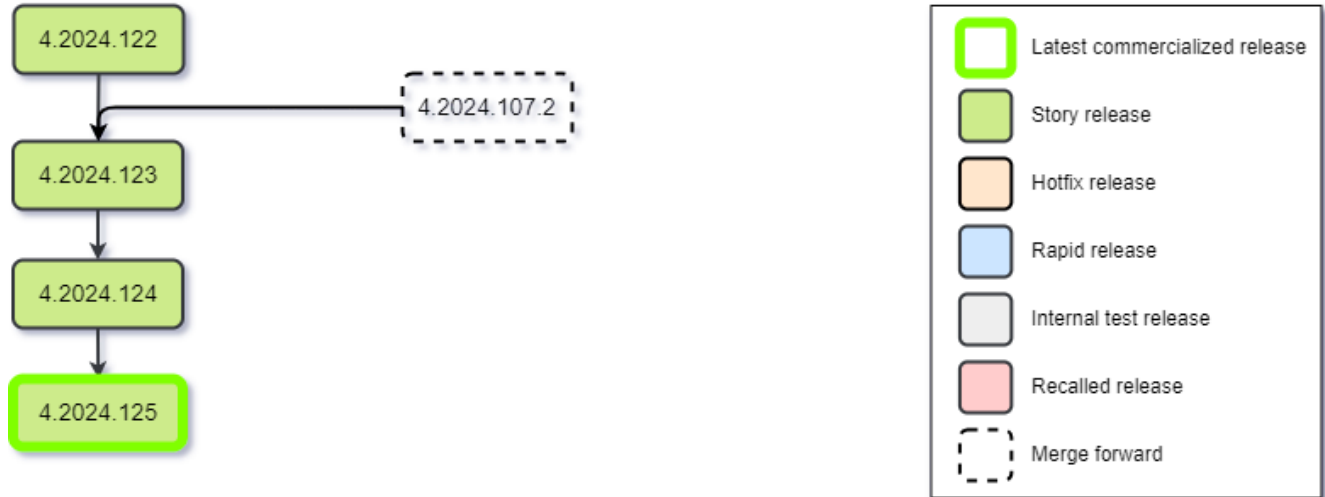 4.2024.122
4.2024.107.2
4.2024.123
4.2024.124
4.2024.125
Latest commercialized release
Story release
Hotfix release
Rapid release
Internal test release
Recalled release
Merge forward